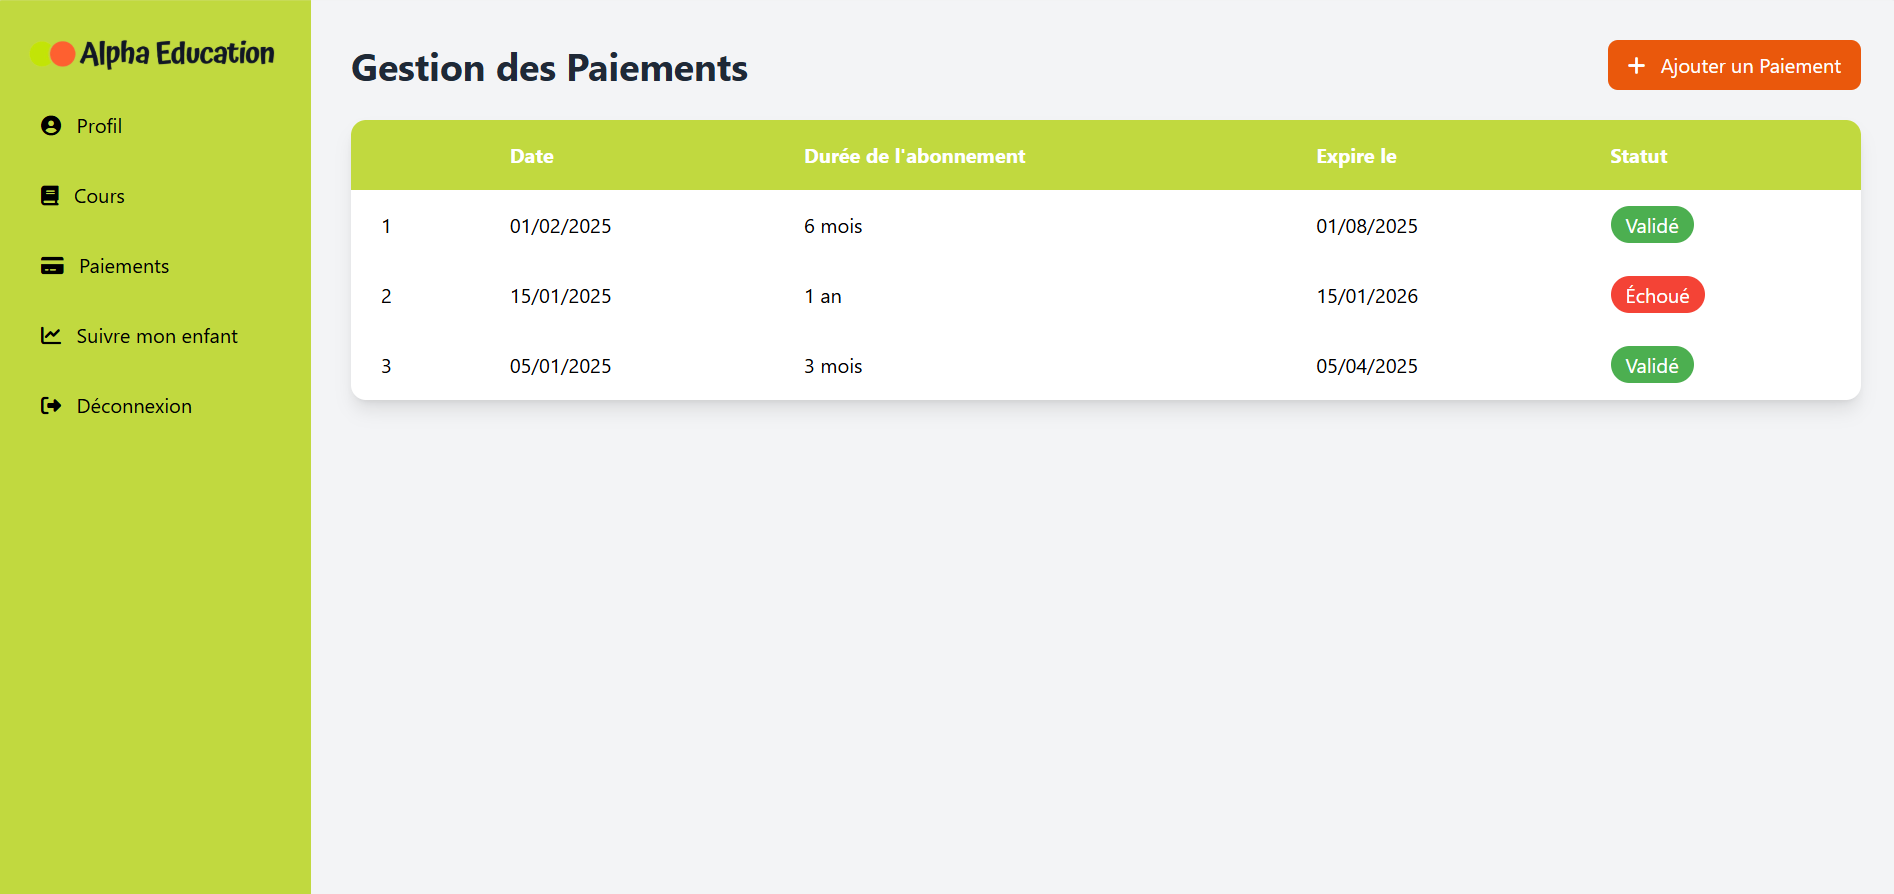 Alpha Education
Profil
Cours
Paiements
Suivre mon enfant
Déconnexion
Gestion des Paiements
+ Ajouter un Paiement
Date Durée de l'abonnement Expire le Statut
1 01/02/2025 6 mois 01/08/2025 Validé
2 15/01/2025 1 an 15/01/2026 Échoué
3 05/01/2025 3 mois 05/04/2025 Validé